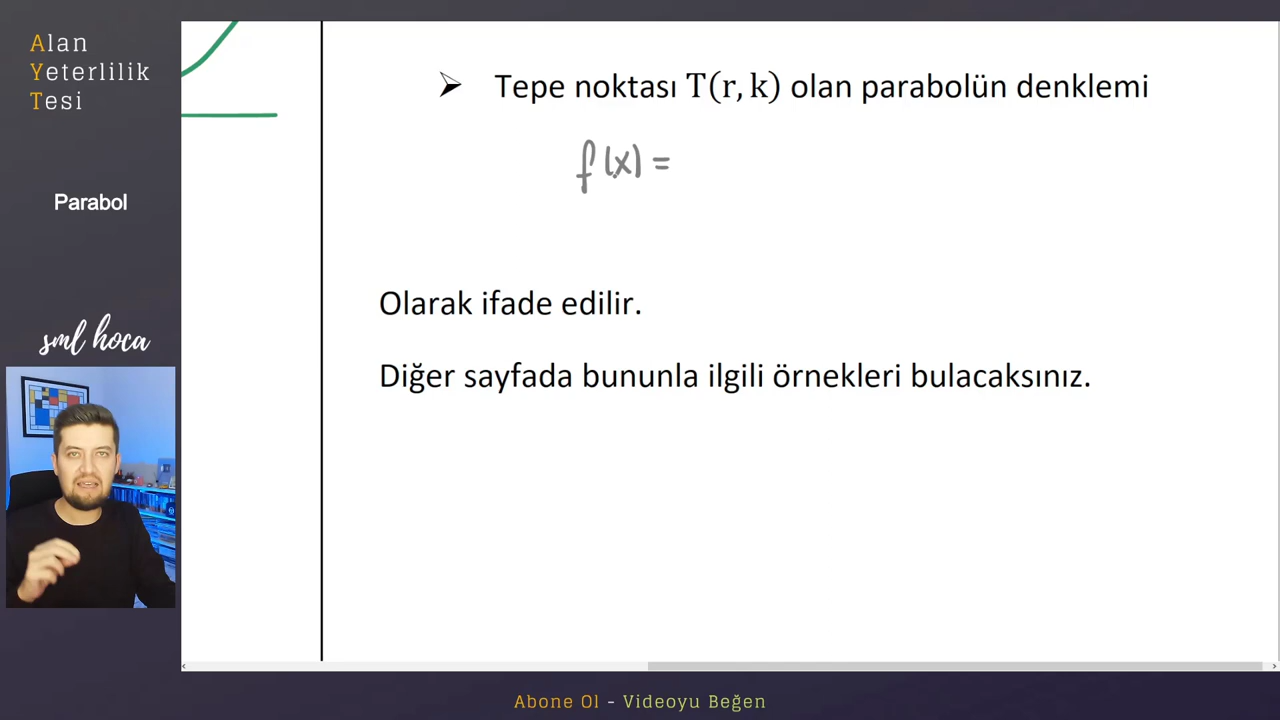 Alan
Yeterlilik
Tesi
Parabol
sml hoca
➢ Tepe noktası T(r, k) olan parabolün denklemi
f(x) =
Olarak ifade edilir.
Diğer sayfada bununla ilgili örnekleri bulacaksınız.
Abone Ol - Videoyu Beğen